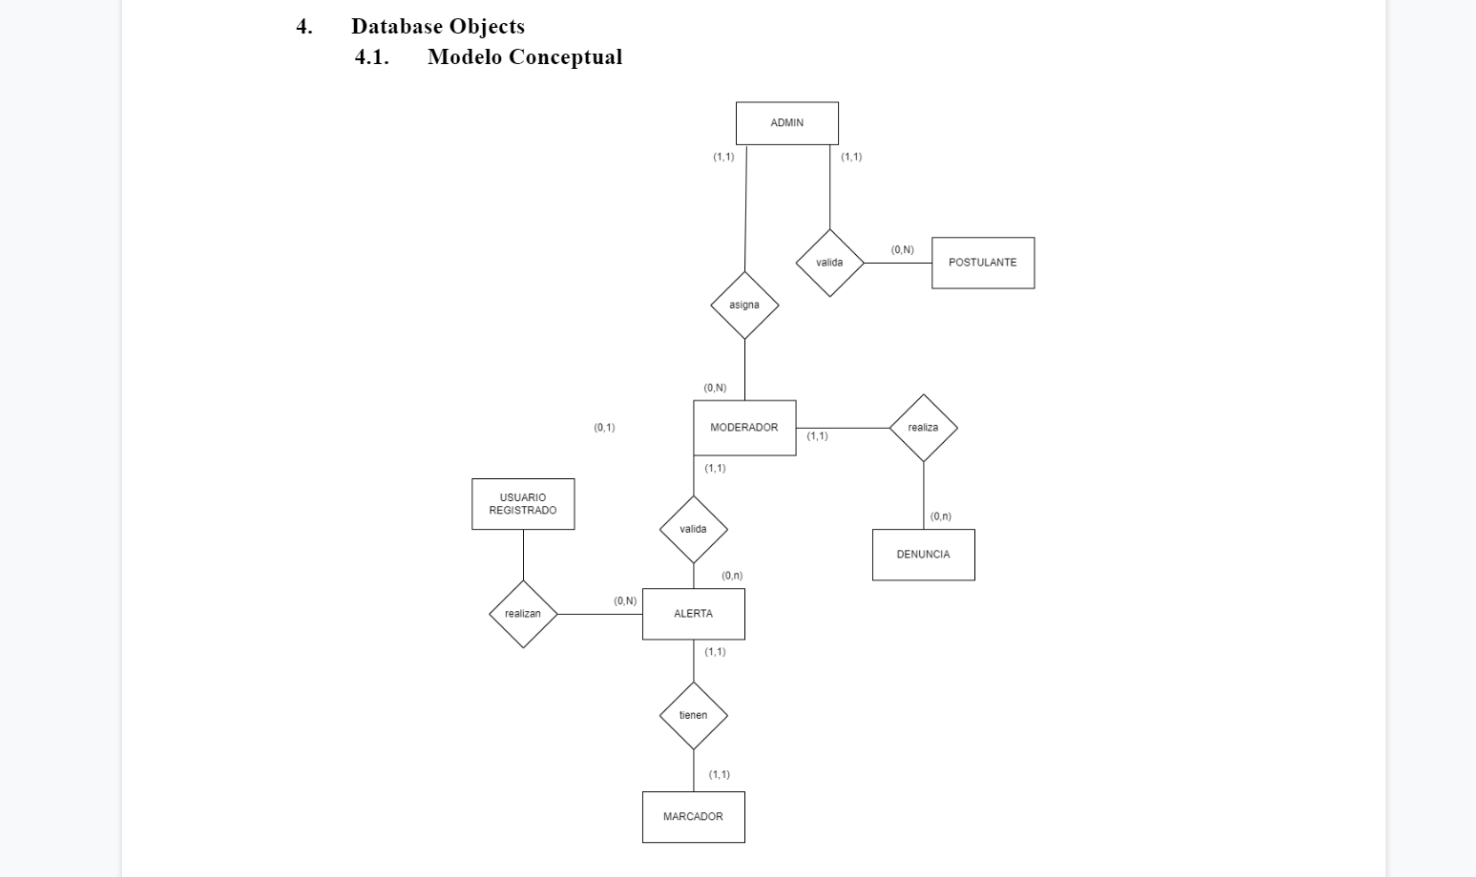 4. Database Objects
4.1. Modelo Conceptual
ADMIN
(1,1)
(1,1)
(0,N)
valida
POSTULANTE
asigna
(0,N)
(0,1)
MODERADOR
(1,1)
realiza
(1,1)
USUARIO
REGISTRADO
(0,n)
valida
DENUNCIA
(0,n)
(0,N)
realizan
ALERTA
(1,1)
tienen
(1,1)
MARCADOR